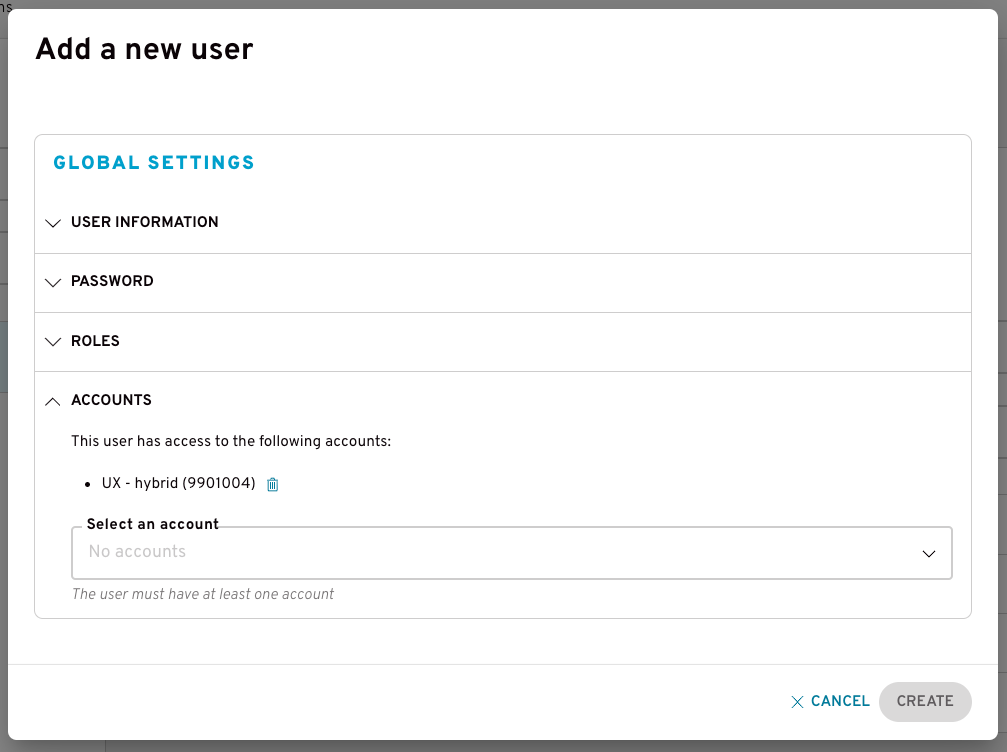 ns
Add a new user
GLOBAL SETTINGS
USER INFORMATION
PASSWORD
ROLES
ACCOUNTS
This user has access to the following accounts:
• UX - hybrid (9901004)
Select an account
No accounts
The user must have at least one account
CANCEL
CREATE